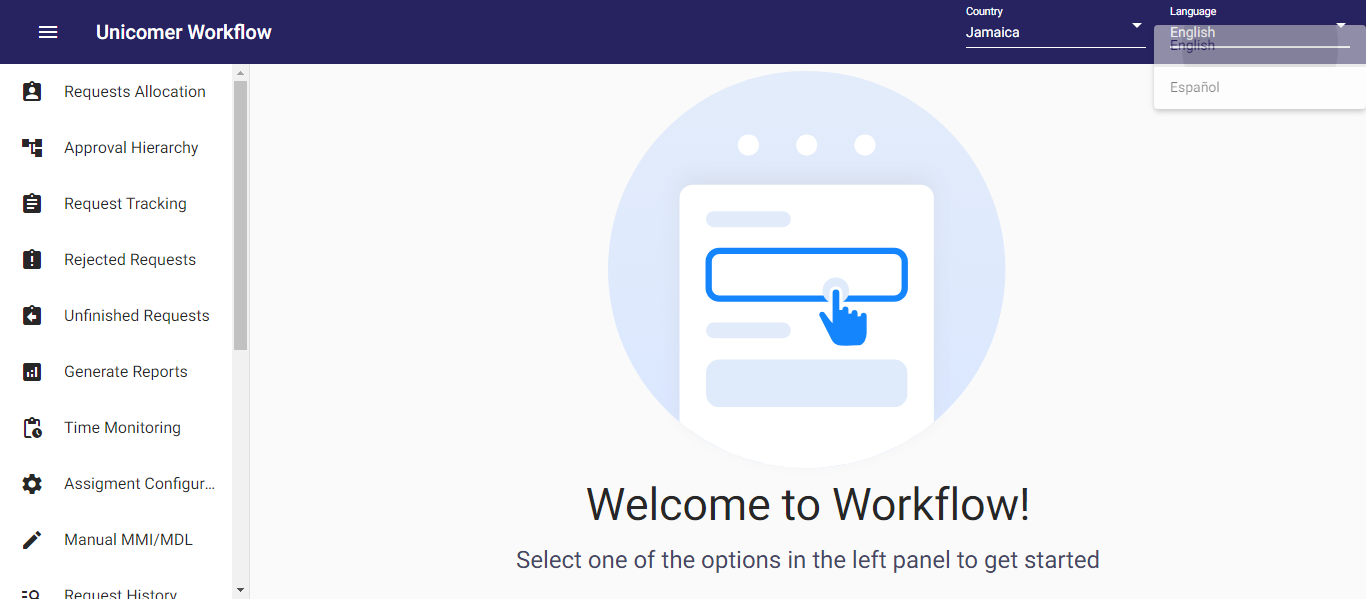 Unicomer Workflow
Country
Jamaica
Language
English
English
Español
Requests Allocation
Approval Hierarchy
Request Tracking
Rejected Requests
Unfinished Requests
Generate Reports
Time Monitoring
Assigment Configur...
Manual MMI/MDL
Request History
Welcome to Workflow!
Select one of the options in the left panel to get started